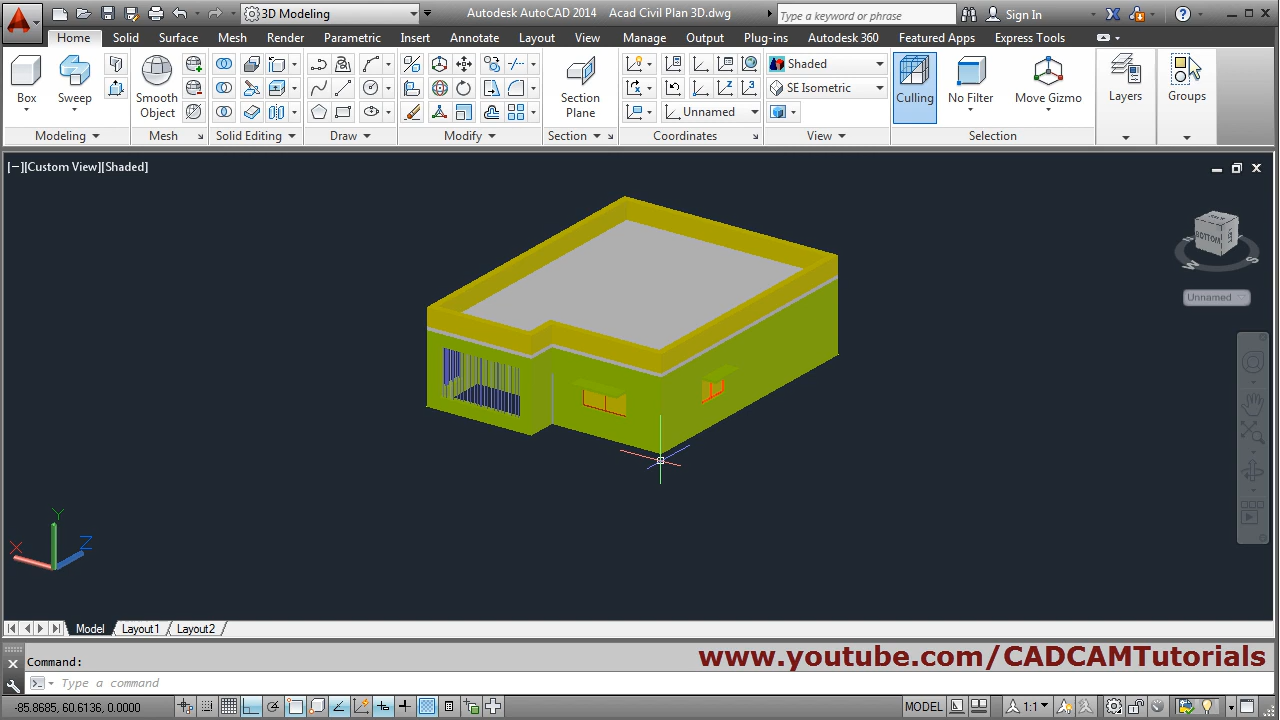 3D Modeling
Autodesk AutoCAD 2014 Acad Civil Plan 3D.dwg
Type a keyword or phrase
Sign In
Home Solid Surface Mesh Render Parametric Insert Annotate Layout View Manage Output Plug-ins Autodesk 360 Featured Apps Express Tools
Box
Sweep
Smooth Object
Section Plane
Unnamed
Shaded
SE Isometric
Culling
No Filter
Move Gizmo
Layers
Groups
Modeling Mesh Solid Editing Draw Modify Section Coordinates View Selection
[−][Custom View][Shaded]
BOTTOM
LEFT
W
S
Unnamed
Y
X
Z
Model Layout1 Layout2
Command:
Type a command
www.youtube.com/CADCAMTutorials
-85.8685, 60.6136, 0.0000
MODEL
1:1